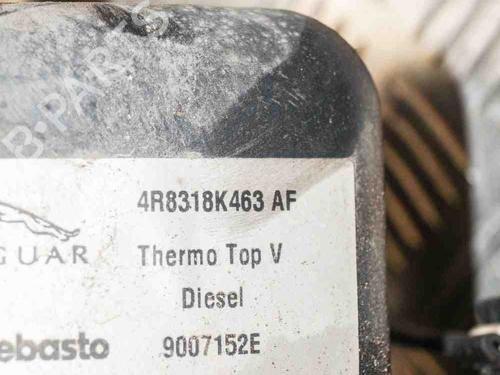 4R8318K463 AF
GUAR
Thermo Top V
Diesel
ebasto
9007152E
B-PARTS